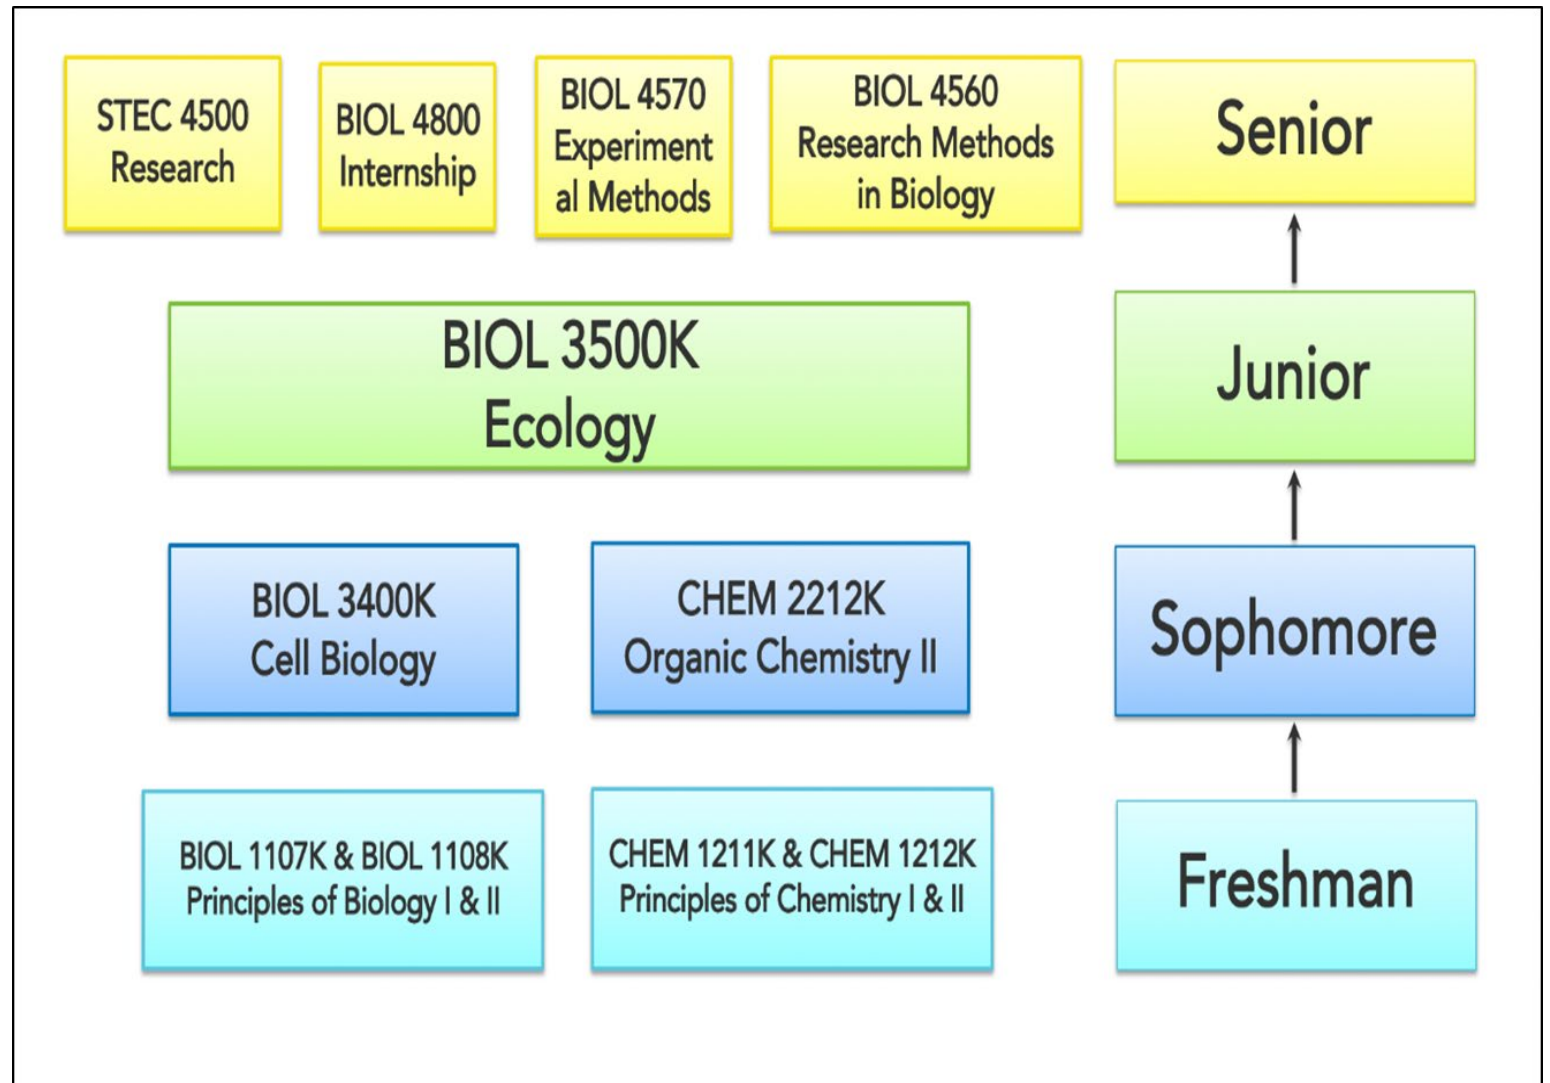 STEC 4500
Research
BIOL 4800
Internship
BIOL 4570
Experiment
al Methods
BIOL 4560
Research Methods
in Biology
Senior
BIOL 3500K
Ecology
Junior
BIOL 3400K
Cell Biology
CHEM 2212K
Organic Chemistry II
Sophomore
BIOL 1107K & BIOL 1108K
Principles of Biology I & II
CHEM 1211K & CHEM 1212K
Principles of Chemistry I & II
Freshman